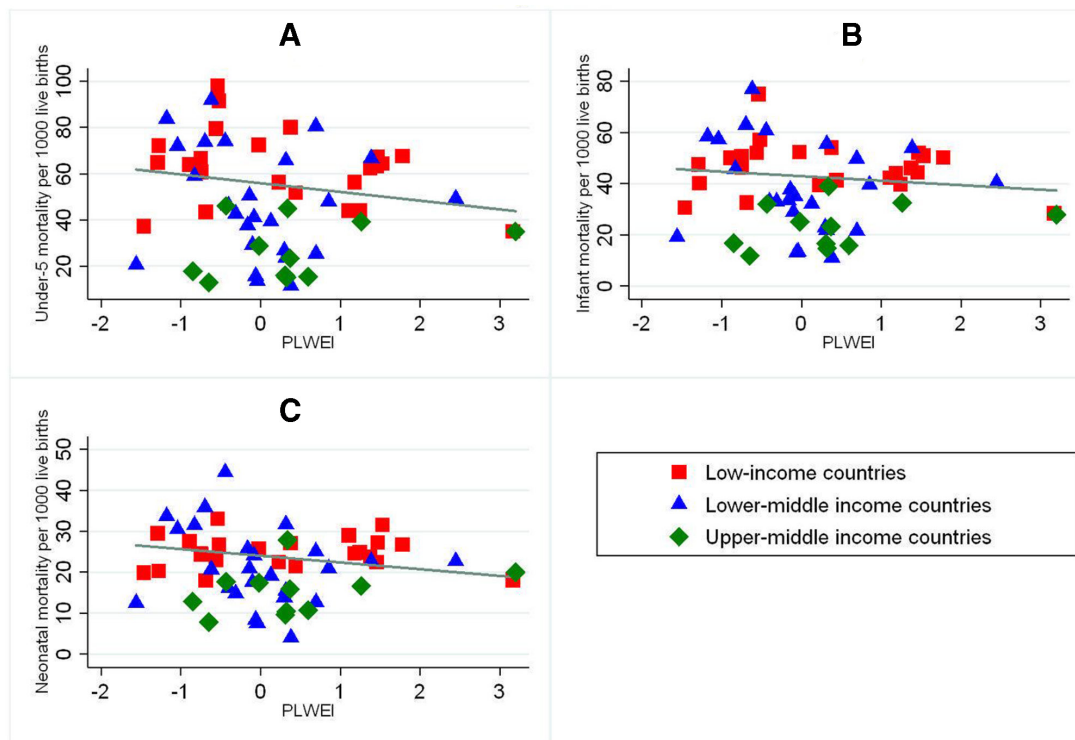 A
Under-5 mortality per 1000 live births
100
80
60
40
20
-2 -1 0 1 2 3
PLWEI
B
Infant mortality per 1000 live births
80
60
40
20
0
-2 -1 0 1 2 3
PLWEI
C
Neonatal mortality per 1000 live births
50
40
30
20
10
0
-2 -1 0 1 2 3
PLWEI
Low-income countries
Lower-middle income countries
Upper-middle income countries